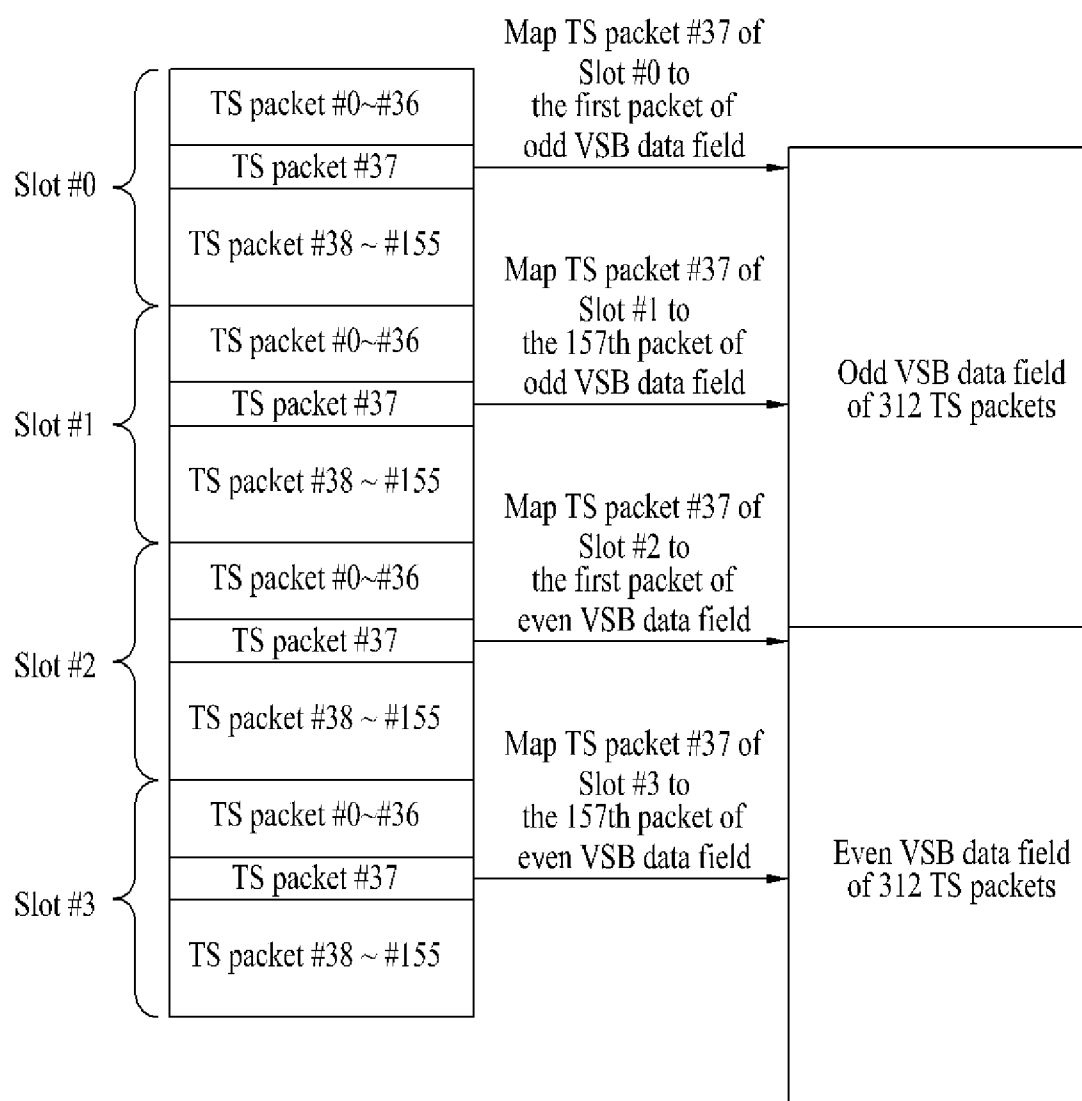 Map TS packet #37 of
Slot #0 to
the first packet of
odd VSB data field
Slot #0
TS packet #0~#36
TS packet #37
TS packet #38 ~ #155
Map TS packet #37 of
Slot #1 to
the 157th packet of
odd VSB data field
Slot #1
TS packet #0~#36
TS packet #37
TS packet #38 ~ #155
Odd VSB data field
of 312 TS packets
Map TS packet #37 of
Slot #2 to
the first packet of
even VSB data field
Slot #2
TS packet #0~#36
TS packet #37
TS packet #38 ~ #155
Map TS packet #37 of
Slot #3 to
the 157th packet of
even VSB data field
Slot #3
TS packet #0~#36
TS packet #37
TS packet #38 ~ #155
Even VSB data field
of 312 TS packets